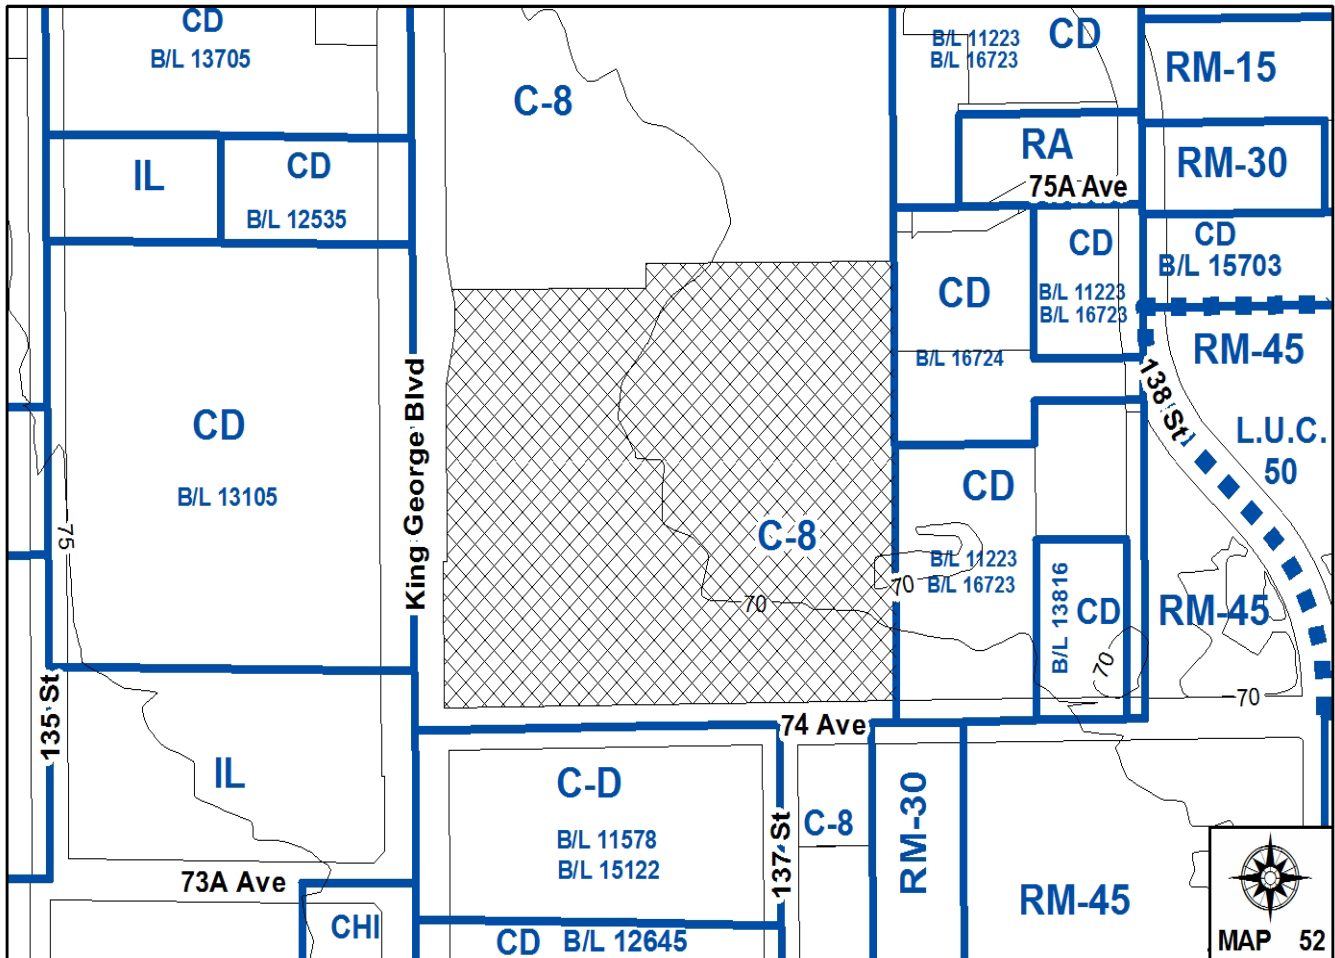 CD
B/L 13705
C-8
B/L 11223
B/L 16723
CD
RM-15
IL
CD
B/L 12535
RA
75A Ave
RM-30
CD
B/L 15703
CD
B/L 11223
B/L 16723
CD
B/L 16724
RM-45
138 St
L.U.C.
50
CD
B/L 13105
King George Blvd
75
C-8
70
CD
B/L 11223
B/L 16723
70
B/L 13816
CD
70
RM-45
70
135 St
74 Ave
IL
C-D
B/L 11578
B/L 15122
137 St
C-8
RM-30
RM-45
73A Ave
CHI
CD B/L 12645
MAP 52